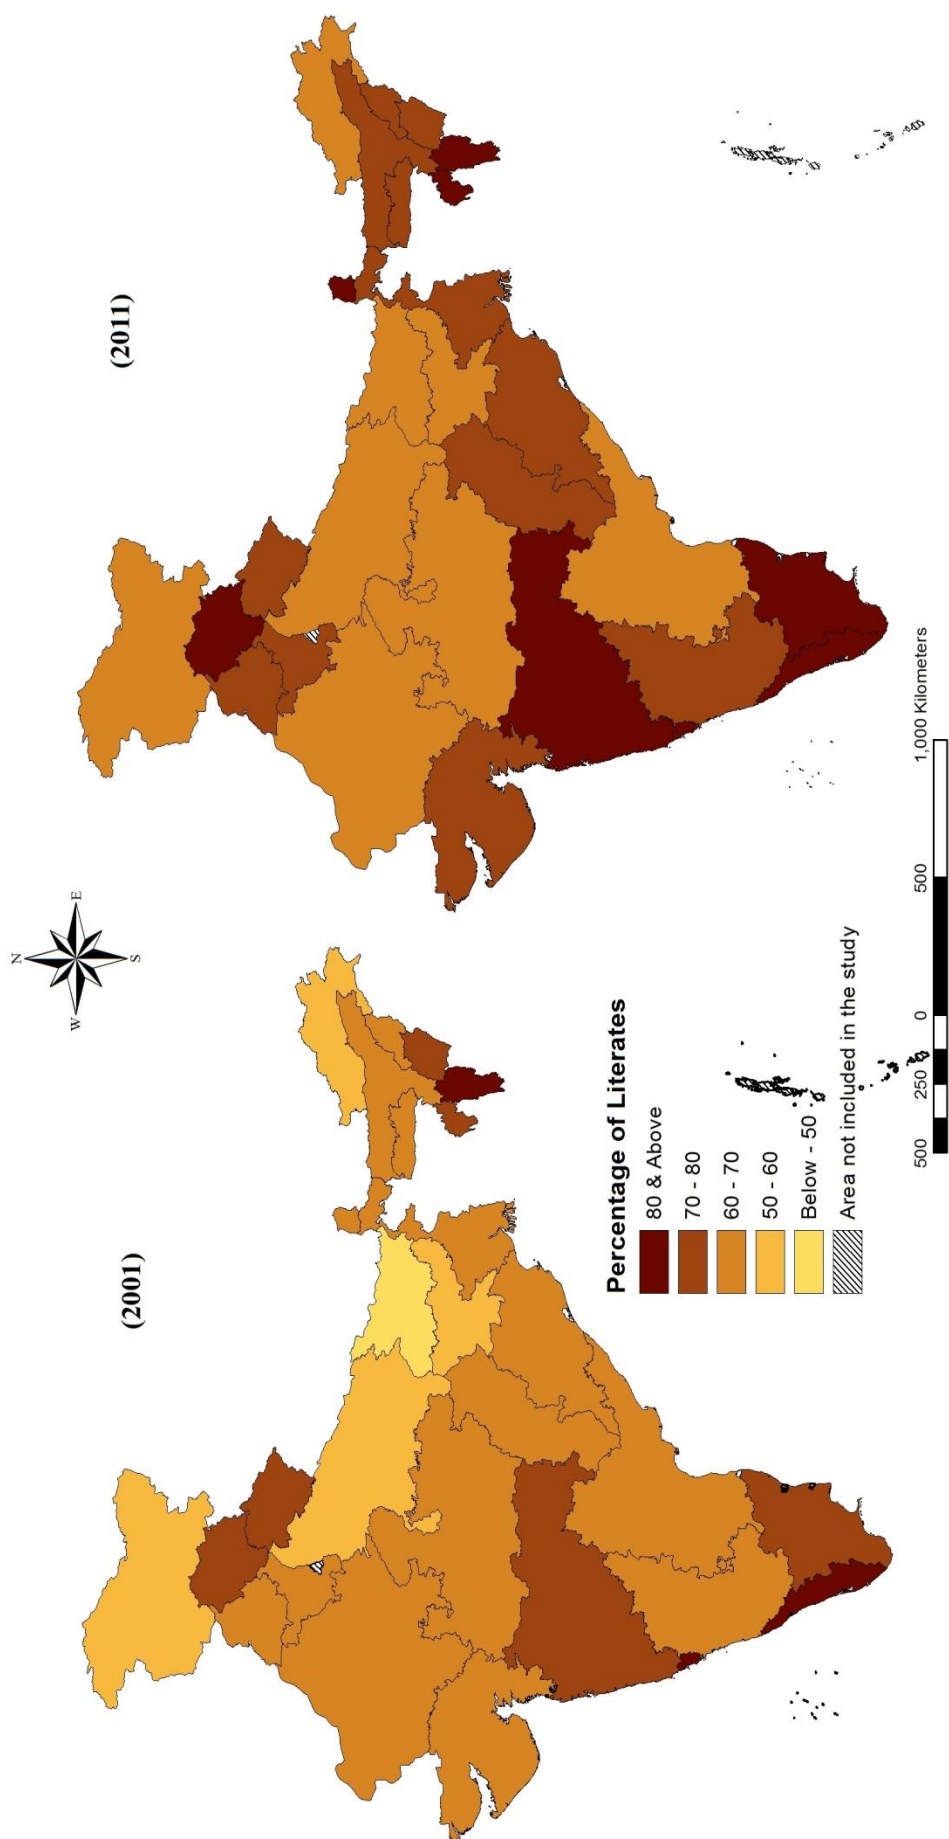 (2001)
(2011)
N
W
E
S
Percentage of Literates
80 & Above
70 - 80
60 - 70
50 - 60
Below - 50
Area not included in the study
500
250
0
500
1,000 Kilometers